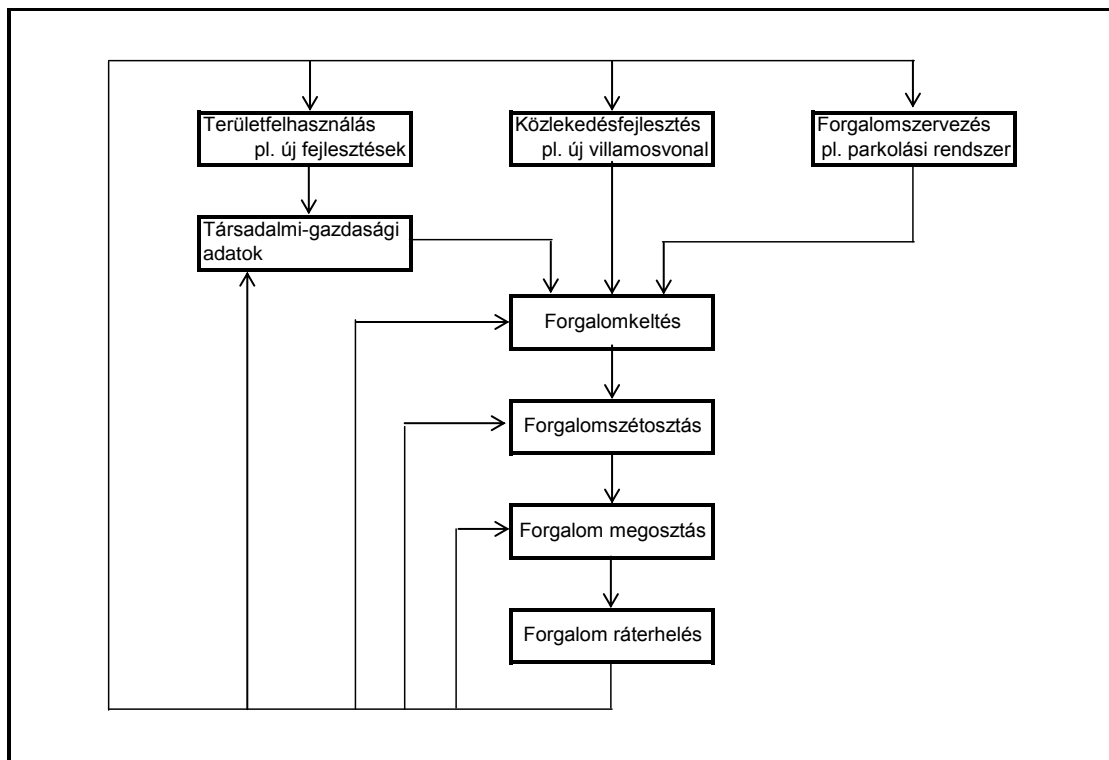 Területfelhasználás
pl. új fejlesztések
Közlekedésfejlesztés
pl. új villamosvonal
Forgalomszervezés
pl. parkolási rendszer
Társadalmi-gazdasági
adatok
Forgalomkeltés
Forgalomszétosztás
Forgalom megosztás
Forgalom ráterhelés